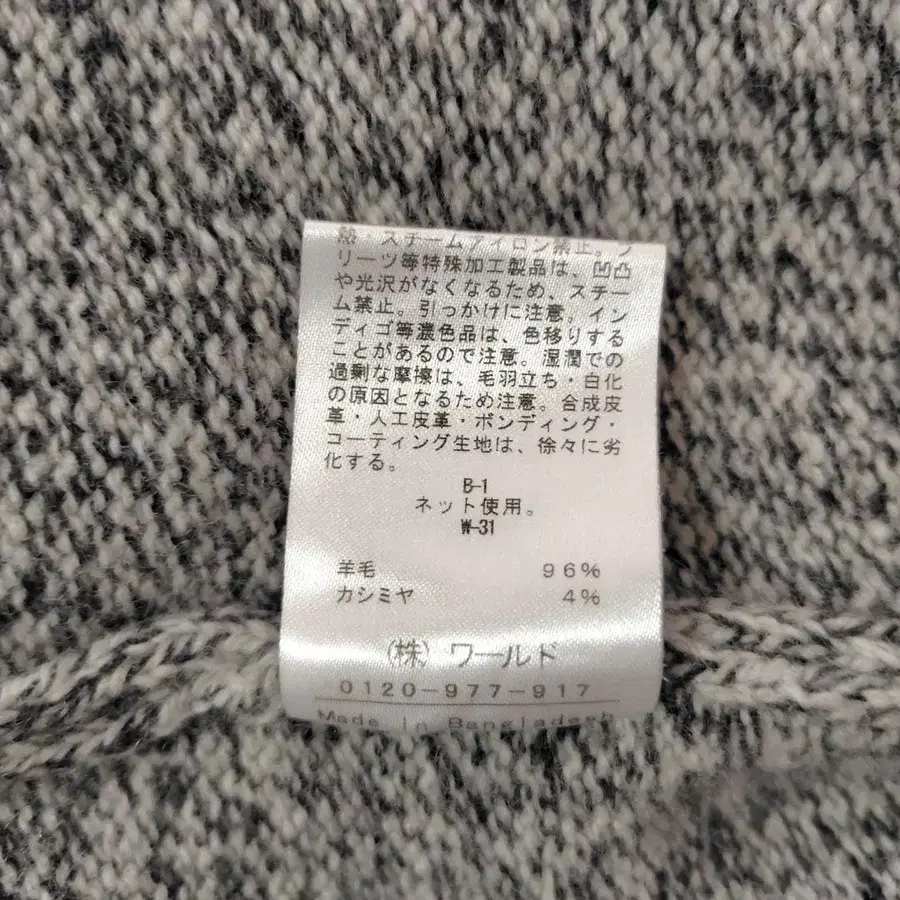 熱 スチームアイロン禁止。プ
リーツ等特殊加工製品は、凹凸
や光沢がなくなるため、スチー
ム禁止。引っかけに注意。イン
ディゴ等濃色品は、色移りする
ことがあるので注意。湿潤での
過剰な摩擦は、毛羽立ち・白化
の原因となるため注意。合成皮
革・人工皮革・ボンディング・
コーティング生地は、徐々に劣
化する。
B-1
ネット使用。
W-31
羊毛 96%
カシミヤ 4%
(株)ワールド
0120-977-917
Made in Bangladesh